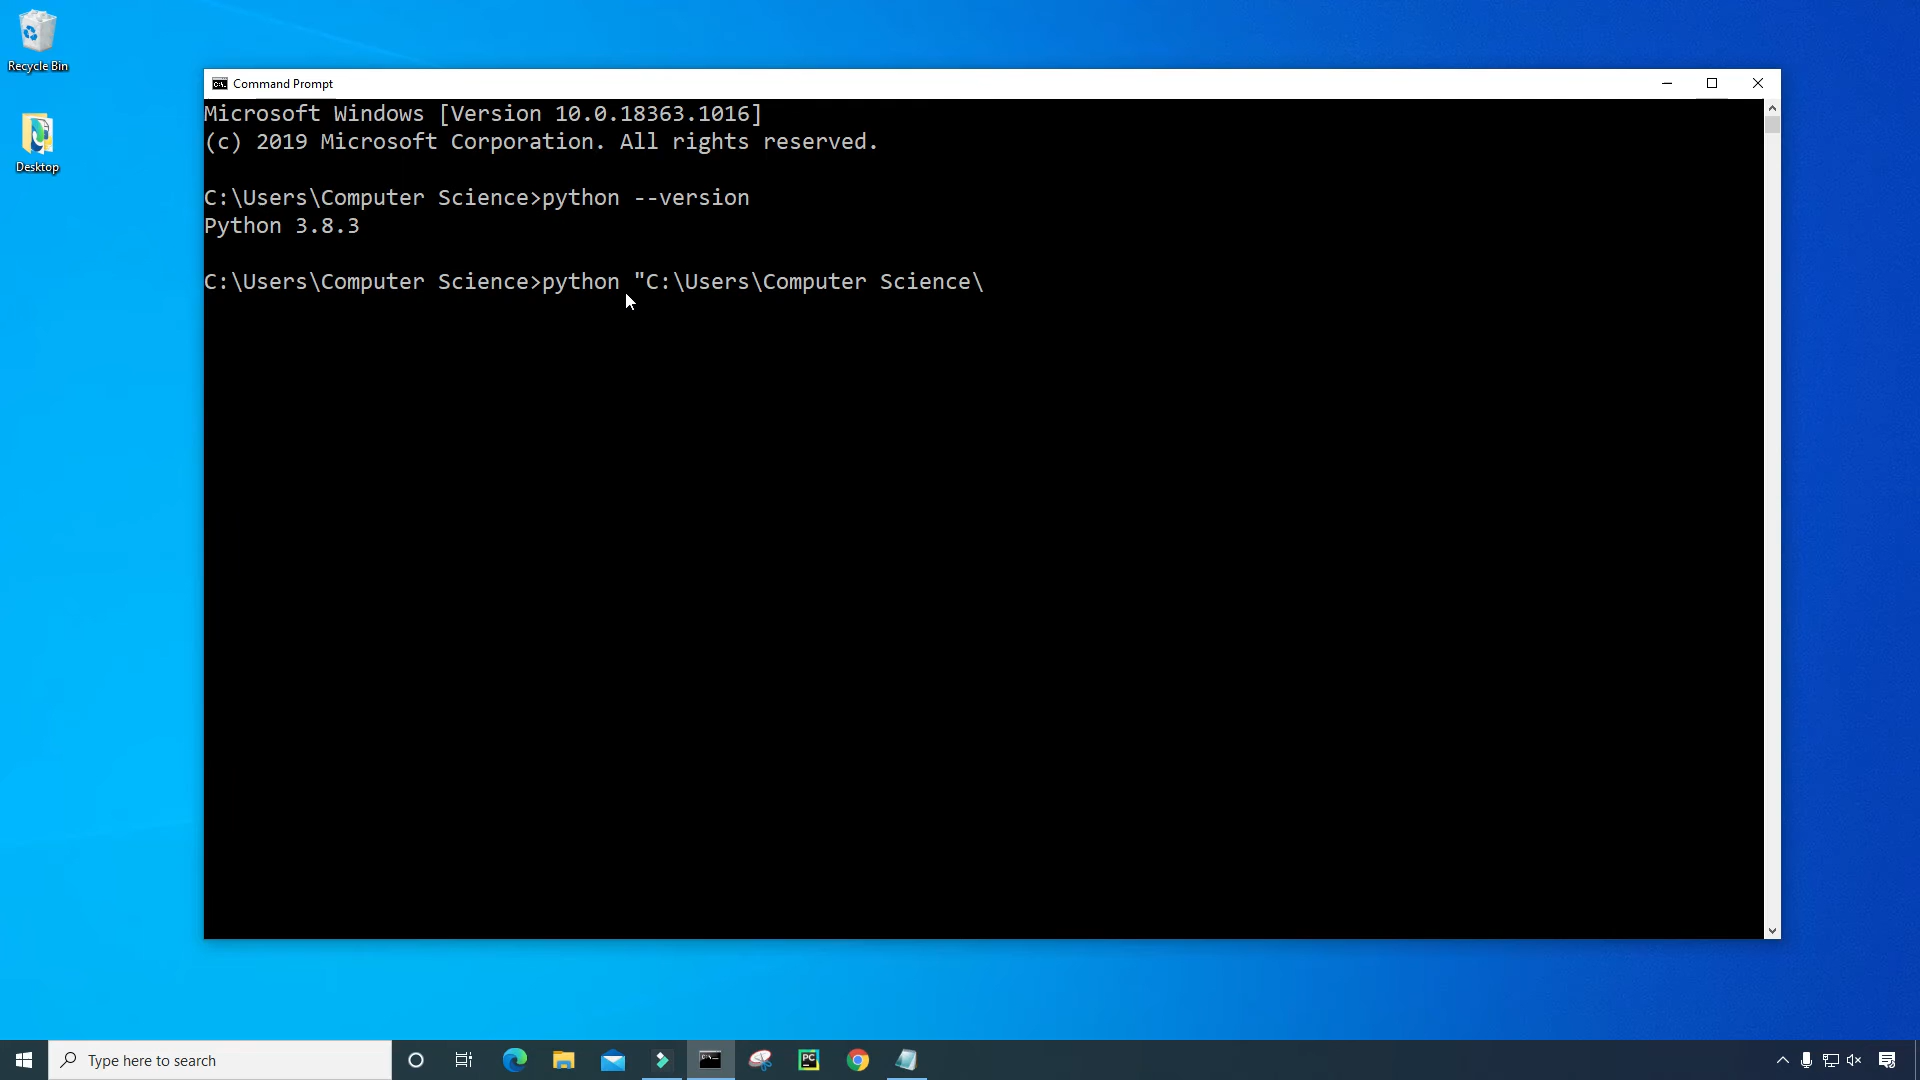 Recycle Bin
Desktop
Command Prompt
Microsoft Windows [Version 10.0.18363.1016]
(c) 2019 Microsoft Corporation. All rights reserved.
C:\Users\Computer Science>python --version
Python 3.8.3
C:\Users\Computer Science>python "C:\Users\Computer Science\
Type here to search